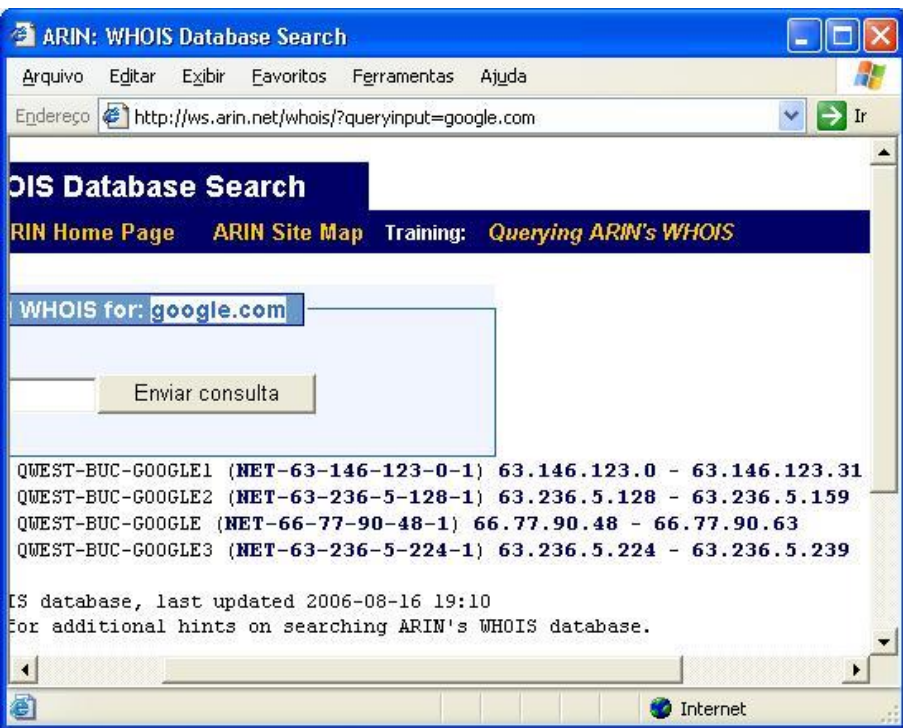 ARIN: WHOIS Database Search
Arquivo Editar Exibir Favoritos Ferramentas Ajuda
Endereço http://ws.arin.net/whois/?queryinput=google.com Ir
OIS Database Search
RIN Home Page ARIN Site Map Training: Querying ARIN's WHOIS
WHOIS for: google.com
Enviar consulta
QWEST-BUC-GOOGLE1 (NET-63-146-123-0-1) 63.146.123.0 - 63.146.123.31
QWEST-BUC-GOOGLE2 (NET-63-236-5-128-1) 63.236.5.128 - 63.236.5.159
QWEST-BUC-GOOGLE (NET-66-77-90-48-1) 66.77.90.48 - 66.77.90.63
QWEST-BUC-GOOGLE3 (NET-63-236-5-224-1) 63.236.5.224 - 63.236.5.239
IS database, last updated 2006-08-16 19:10
for additional hints on searching ARIN's WHOIS database.
Internet